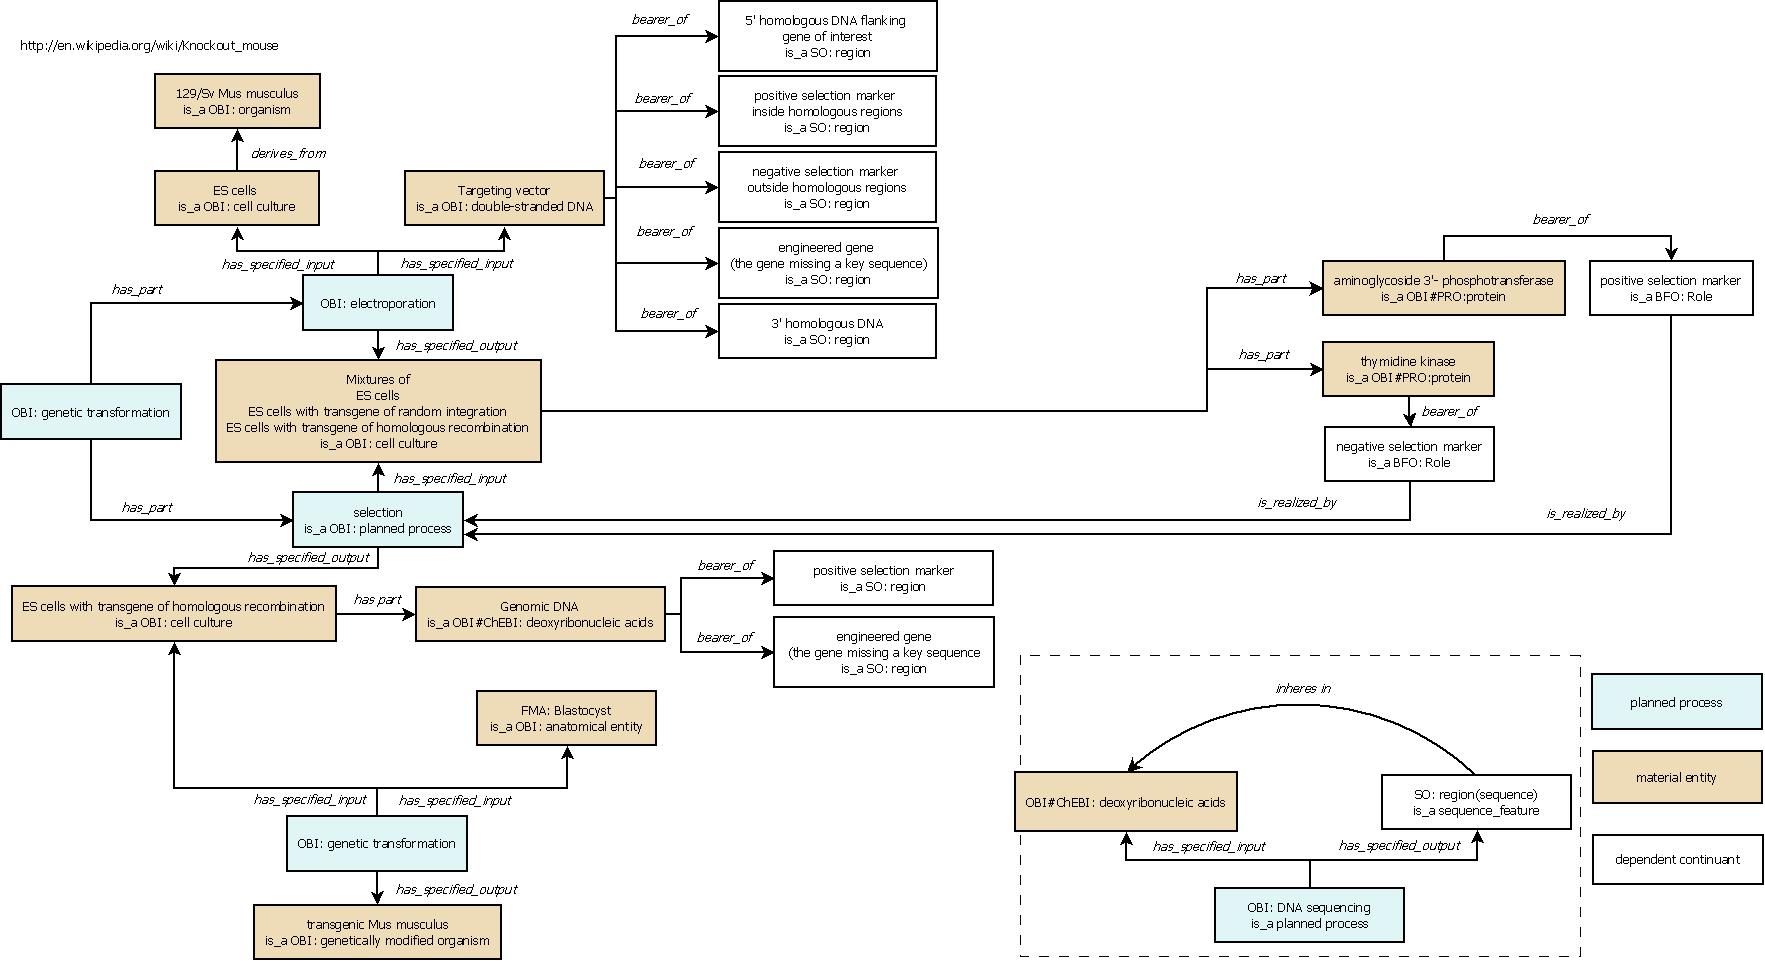 http://en.wikipedia.org/wiki/Knockout_mouse
129/Sv Mus musculus
is_a OBI: organism
derives_from
ES cells
is_a OBI: cell culture
Targeting vector
is_a OBI: double-stranded DNA
bearer_of
5' homologous DNA flanking
gene of interest
is_a SO: region
bearer_of
positive selection marker
inside homologous regions
is_a SO: region
bearer_of
negative selection marker
outside homologous regions
is_a SO: region
bearer_of
engineered gene
(the gene missing a key sequence)
is_a SO: region
bearer_of
3' homologous DNA
is_a SO: region
has_specified_input
has_specified_input
has_part
OBI: electroporation
has_specified_output
OBI: genetic transformation
Mixtures of
ES cells
ES cells with transgene of random integration
ES cells with transgene of homologous recombination
is_a OBI: cell culture
has_part
aminoglycoside 3'- phosphotransferase
is_a OBI#PRO:protein
bearer_of
positive selection marker
is_a BFO: Role
has_part
thymidine kinase
is_a OBI#PRO:protein
bearer_of
negative selection marker
is_a BFO: Role
has_specified_input
has_part
selection
is_a OBI: planned process
is_realized_by
is_realized_by
has_specified_output
ES cells with transgene of homologous recombination
is_a OBI: cell culture
has part
Genomic DNA
is_a OBI#ChEBI: deoxyribonucleic acids
bearer_of
positive selection marker
is_a SO: region
bearer_of
engineered gene
(the gene missing a key sequence
is_a SO: region
FMA: Blastocyst
is_a OBI: anatomical entity
has_specified_input
has_specified_input
OBI: genetic transformation
has_specified_output
transgenic Mus musculus
is_a OBI: genetically modified organism
inheres in
OBI#ChEBI: deoxyribonucleic acids
SO: region(sequence)
is_a sequence_feature
has_specified_input
has_specified_output
OBI: DNA sequencing
is_a planned process
planned process
material entity
dependent continuant